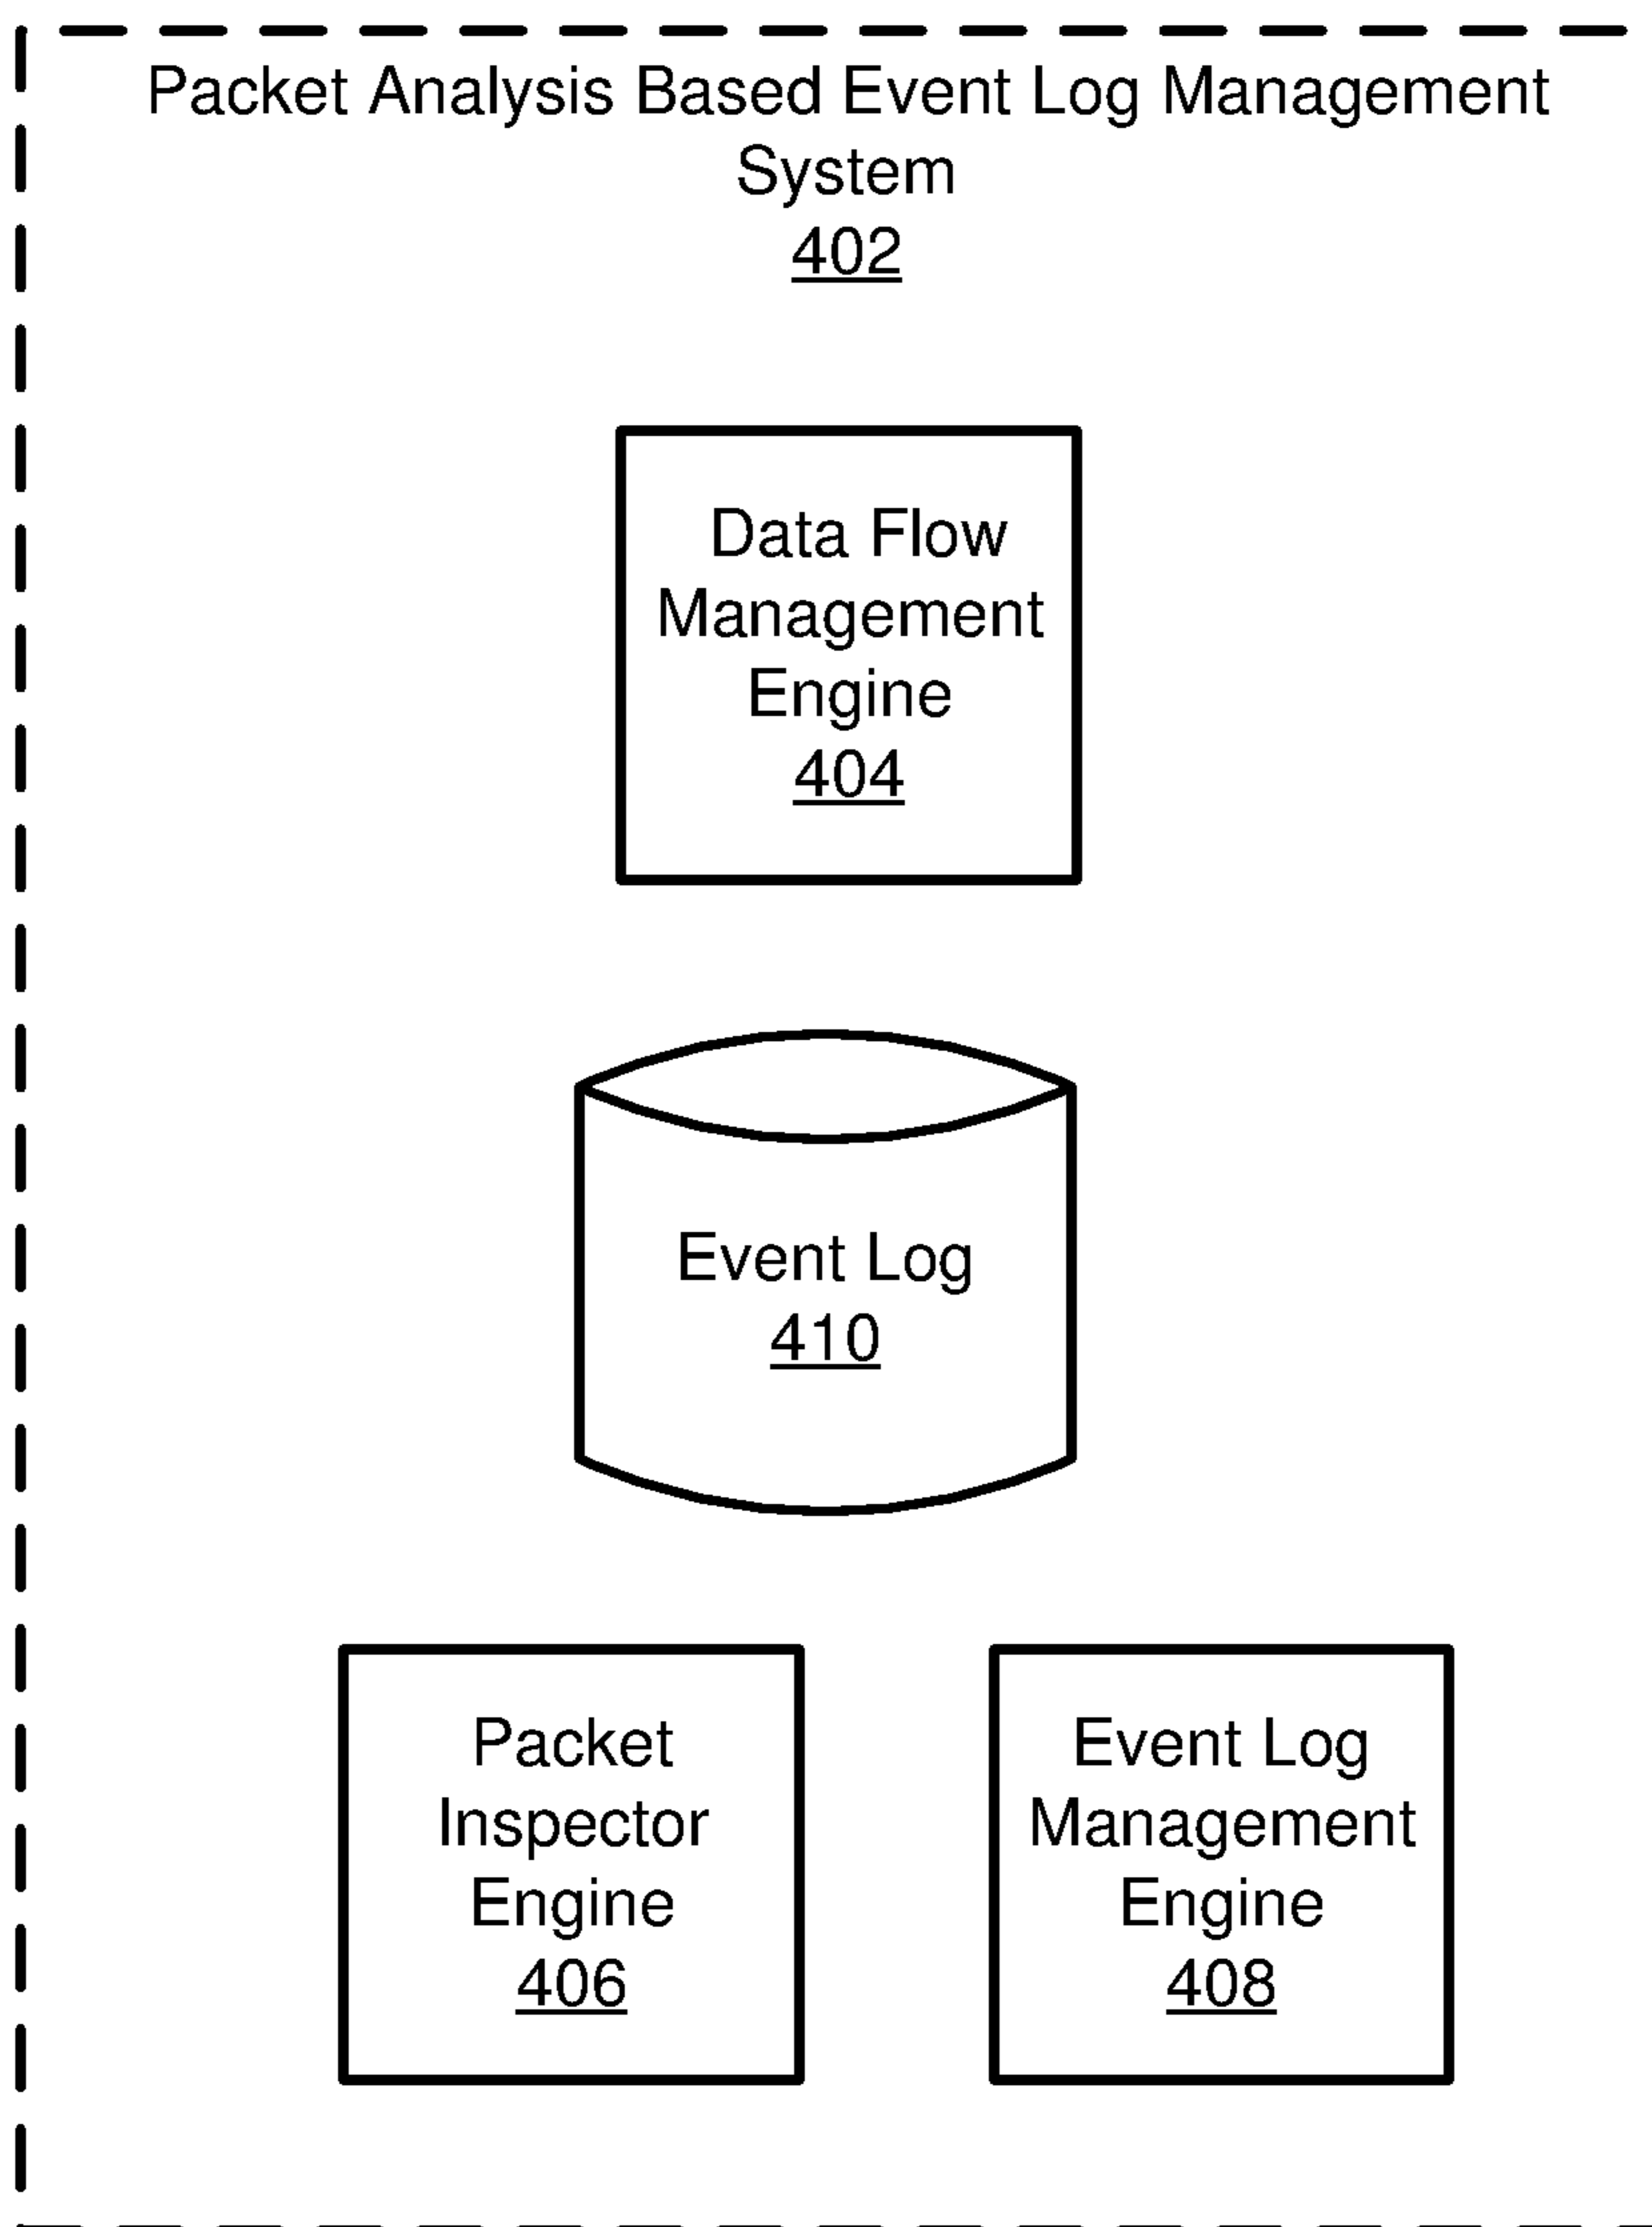 Packet Analysis Based Event Log Management
System
402
Data Flow
Management
Engine
404
Event Log
410
Packet
Inspector
Engine
406
Event Log
Management
Engine
408